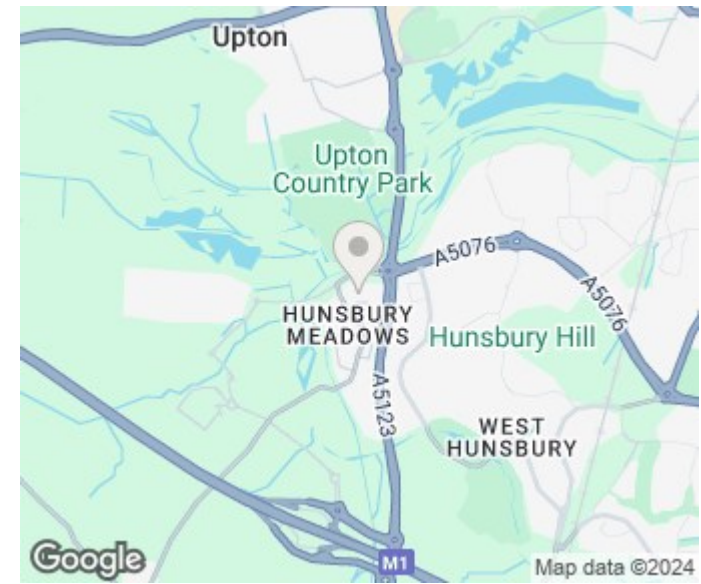 Upton
Upton
Country Park
A5076
A5076
HUNSBURY
MEADOWS
Hunsbury Hill
A5123
WEST
HUNSBURY
M1
Google
Map data ©2024